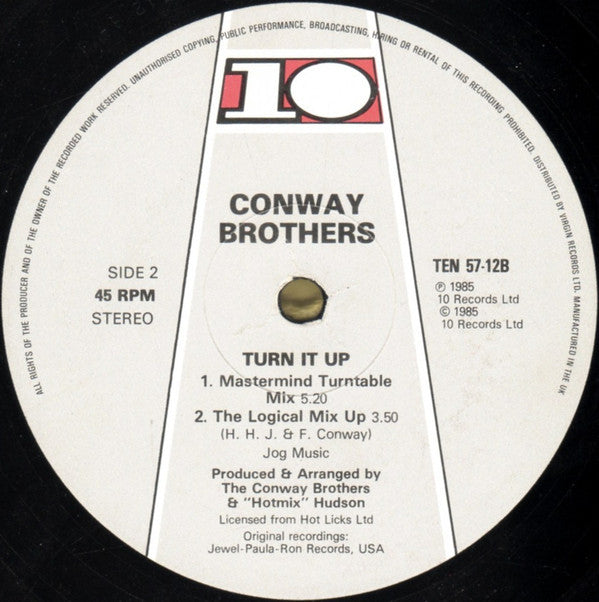 ALL RIGHTS OF THE PRODUCER AND OF THE OWNER OF THE RECORDED WORK RESERVED. UNAUTHORISED COPYING, PUBLIC PERFORMANCE, BROADCASTING, HIRING OR RENTAL OF THIS RECORDING PROHIBITED. DISTRIBUTED BY VIRGIN RECORDS LTD. MANUFACTURED IN THE UK
10
CONWAY
BROTHERS
SIDE 2
45 RPM
STEREO
TEN 57-12B
℗ 1985
10 Records Ltd
© 1985
10 Records Ltd
TURN IT UP
1. Mastermind Turntable
Mix 5.20
2. The Logical Mix Up 3.50
(H. H. J. & F. Conway)
Jog Music
Produced & Arranged by
The Conway Brothers
& "Hotmix" Hudson
Licensed from Hot Licks Ltd
Original recordings:
Jewel-Paula-Ron Records, USA